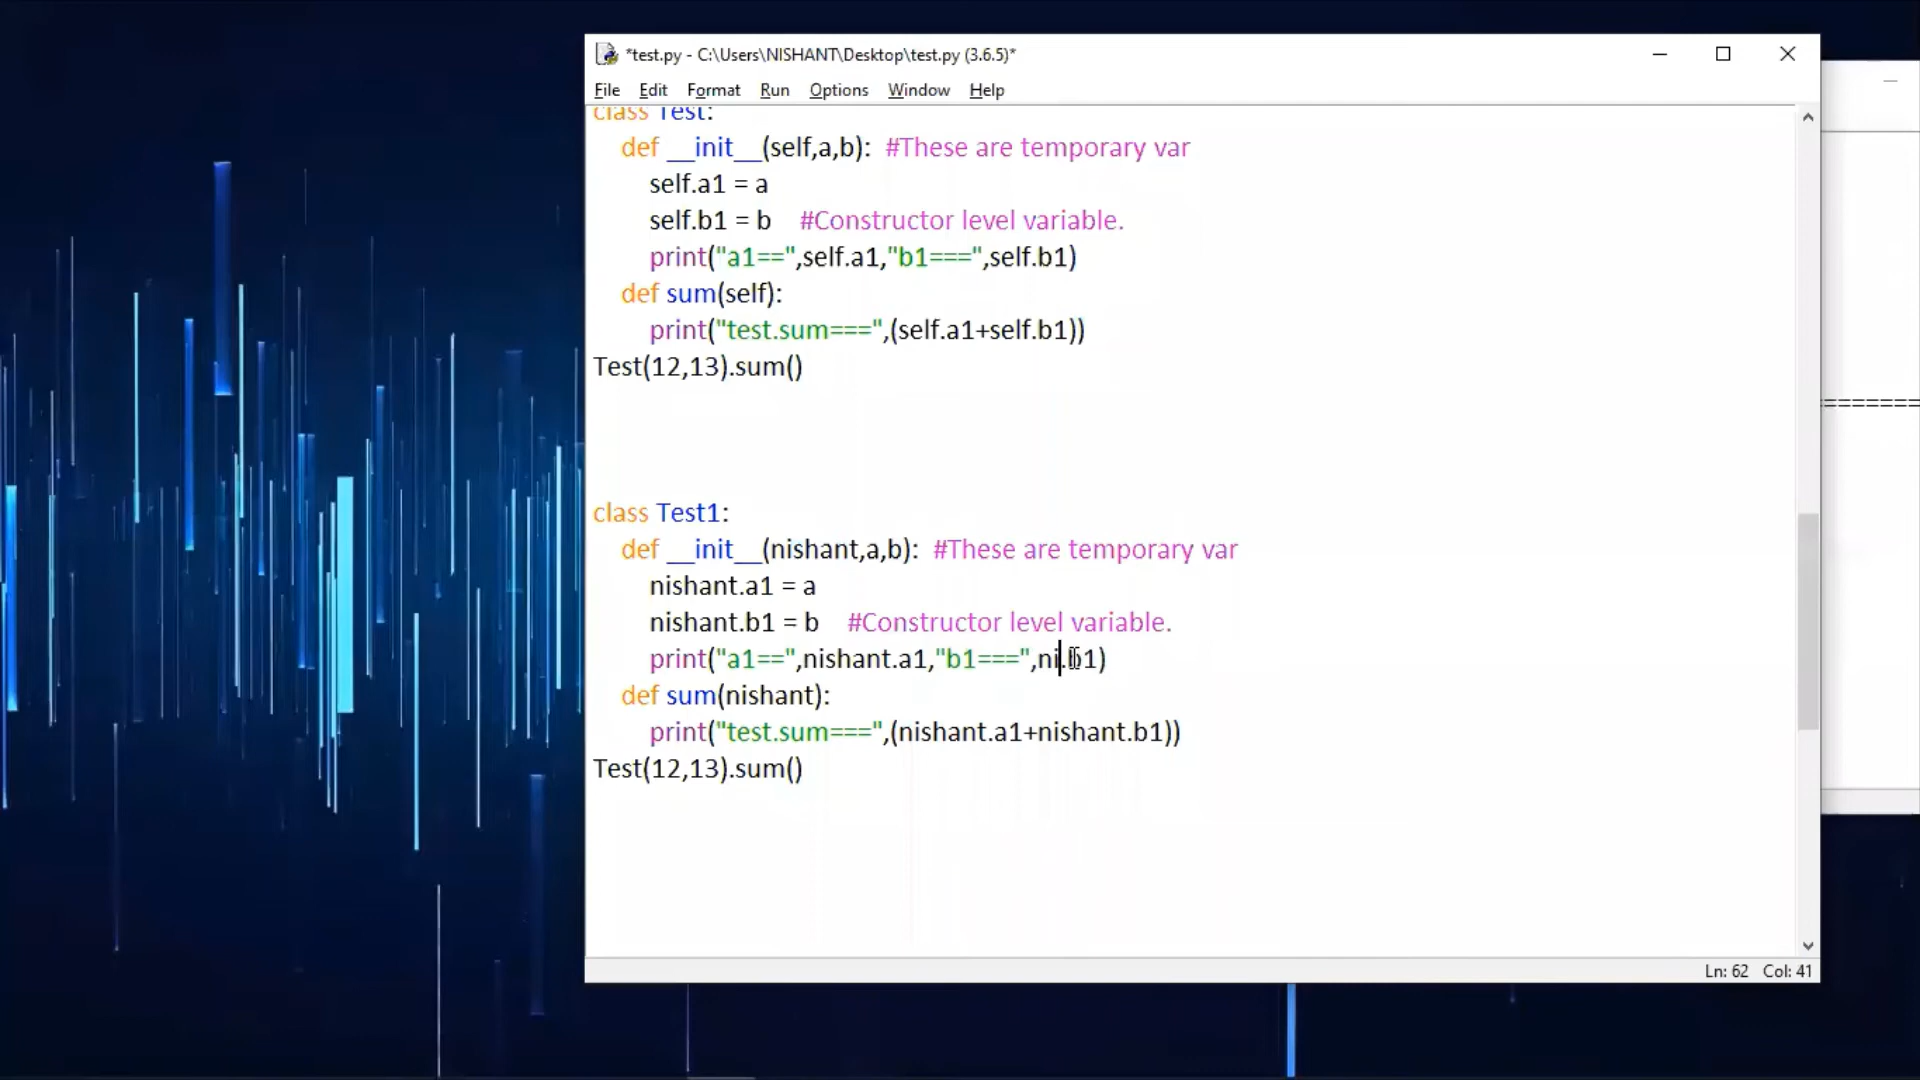 *test.py - C:\Users\NISHANT\Desktop\test.py (3.6.5)*
File Edit Format Run Options Help
class Test:
def __init__(self,a,b): #These are temporary var
self.a1 = a
self.b1 = b #Constructor level variable.
print("a1==",self.a1,"b1===",self.b1)
def sum(self):
print("test.sum===",(self.a1+self.b1))
Test(12,13).sum()
class Test1:
def __init__(nishant,a,b): #These are temporary var
nishant.a1 = a
nishant.b1 = b #Constructor level variable.
print("a1==",nishant.a1,"b1===",ni.b1)
def sum(nishant):
print("test.sum===",(nishant.a1+nishant.b1))
Test(12,13).sum()
Ln: 62 Col: 41